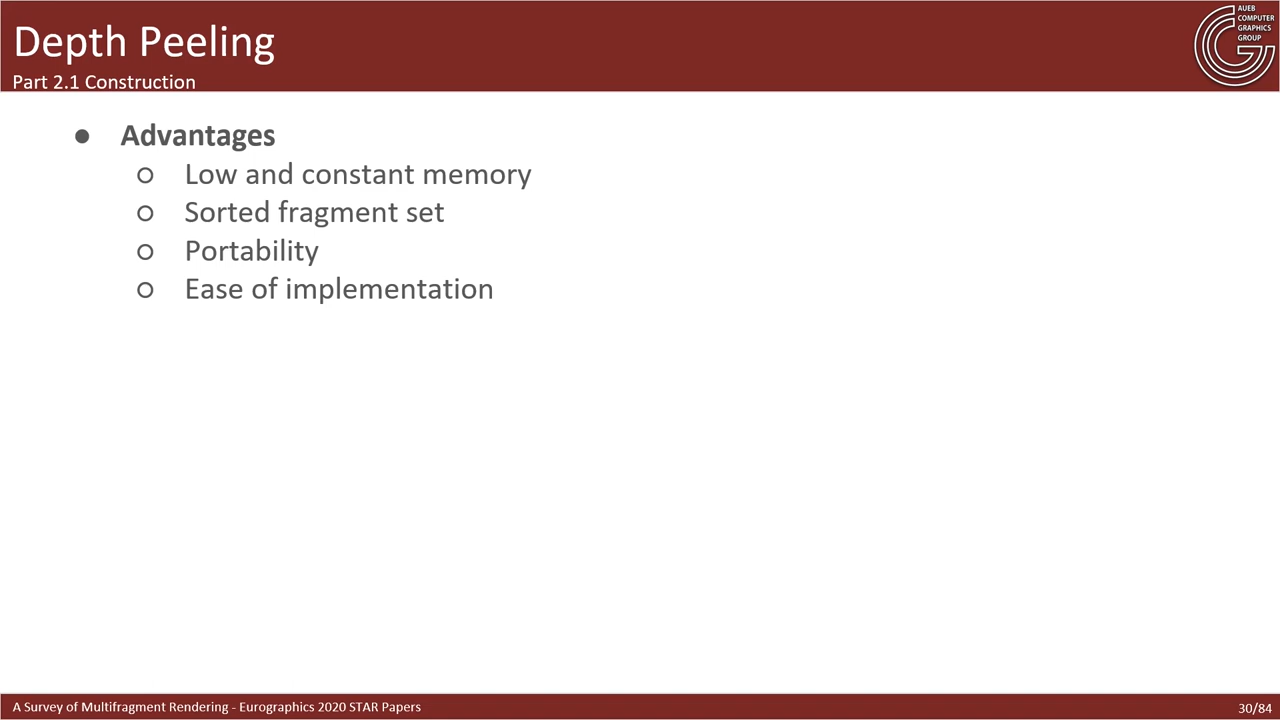 Depth Peeling
Part 2.1 Construction
AUEB
COMPUTER
GRAPHICS
GROUP
● Advantages
○ Low and constant memory
○ Sorted fragment set
○ Portability
○ Ease of implementation
A Survey of Multifragment Rendering - Eurographics 2020 STAR Papers
30/84